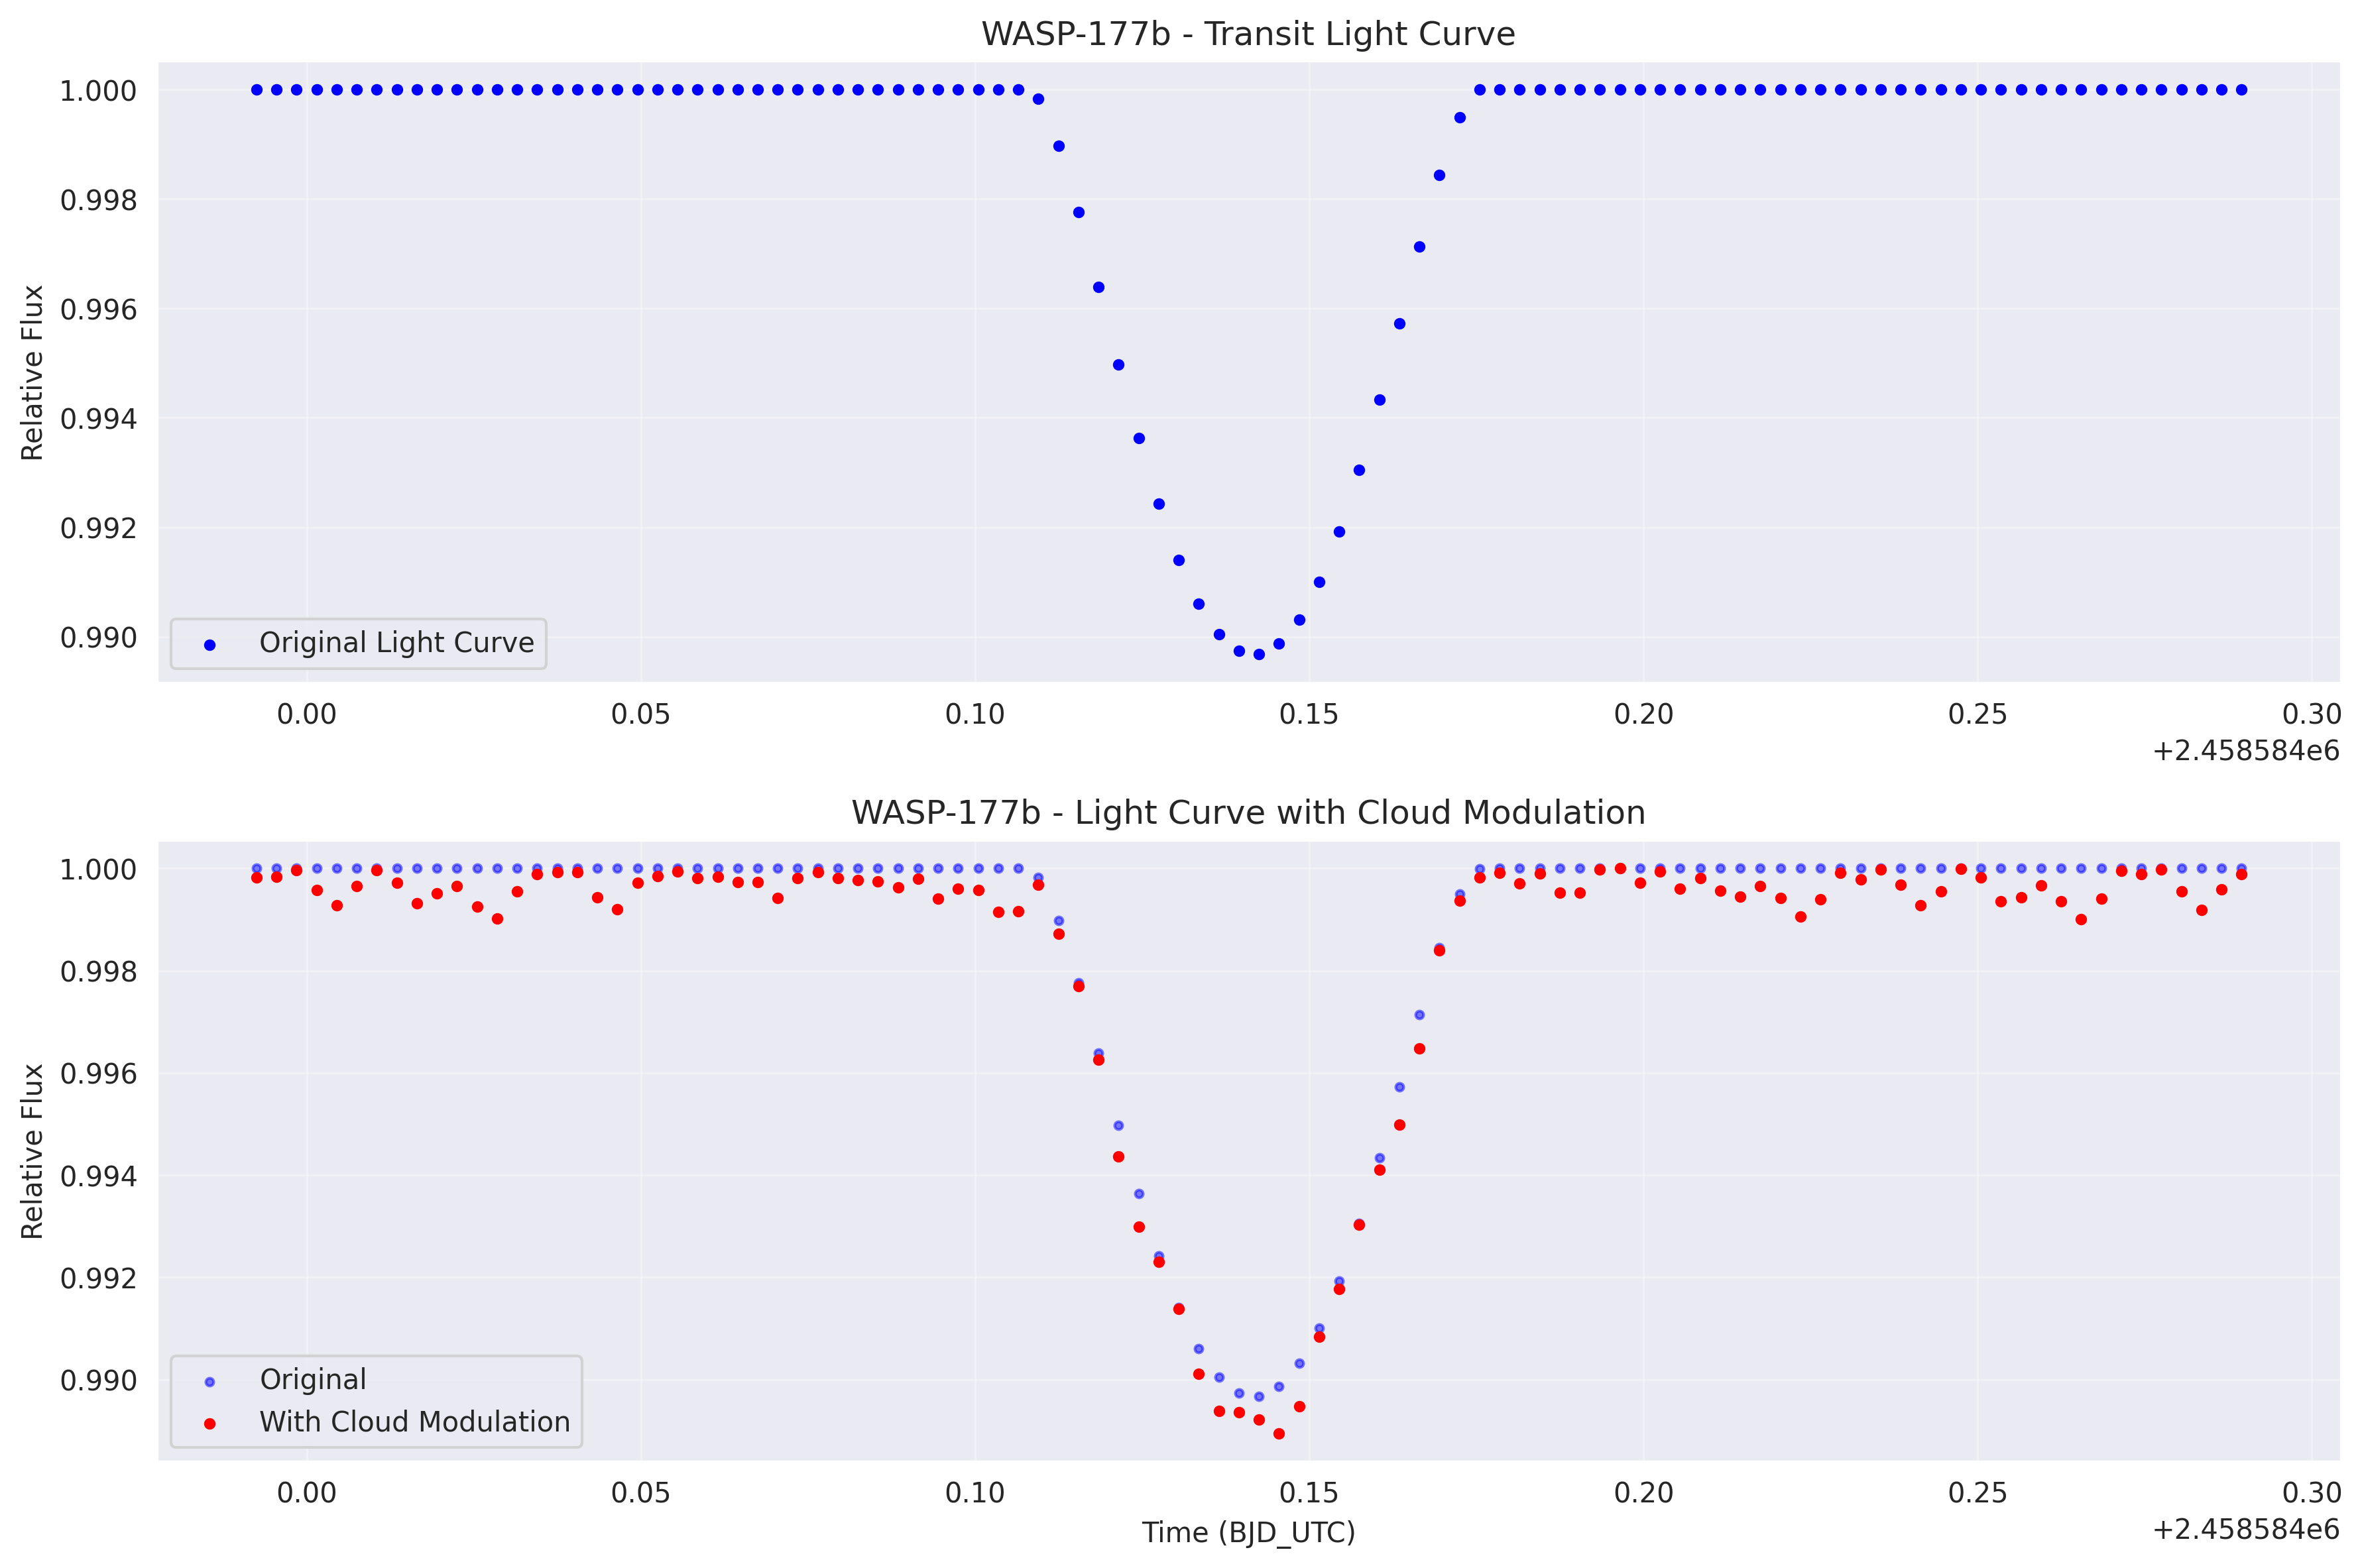 WASP-177b - Transit Light Curve
1.000
0.998
0.996
0.994
0.992
0.990
Relative Flux
Original Light Curve
0.00 0.05 0.10 0.15 0.20 0.25 0.30
+2.458584e6
WASP-177b - Light Curve with Cloud Modulation
1.000
0.998
0.996
0.994
0.992
0.990
Relative Flux
Original
With Cloud Modulation
0.00 0.05 0.10 0.15 0.20 0.25 0.30
Time (BJD_UTC)
+2.458584e6